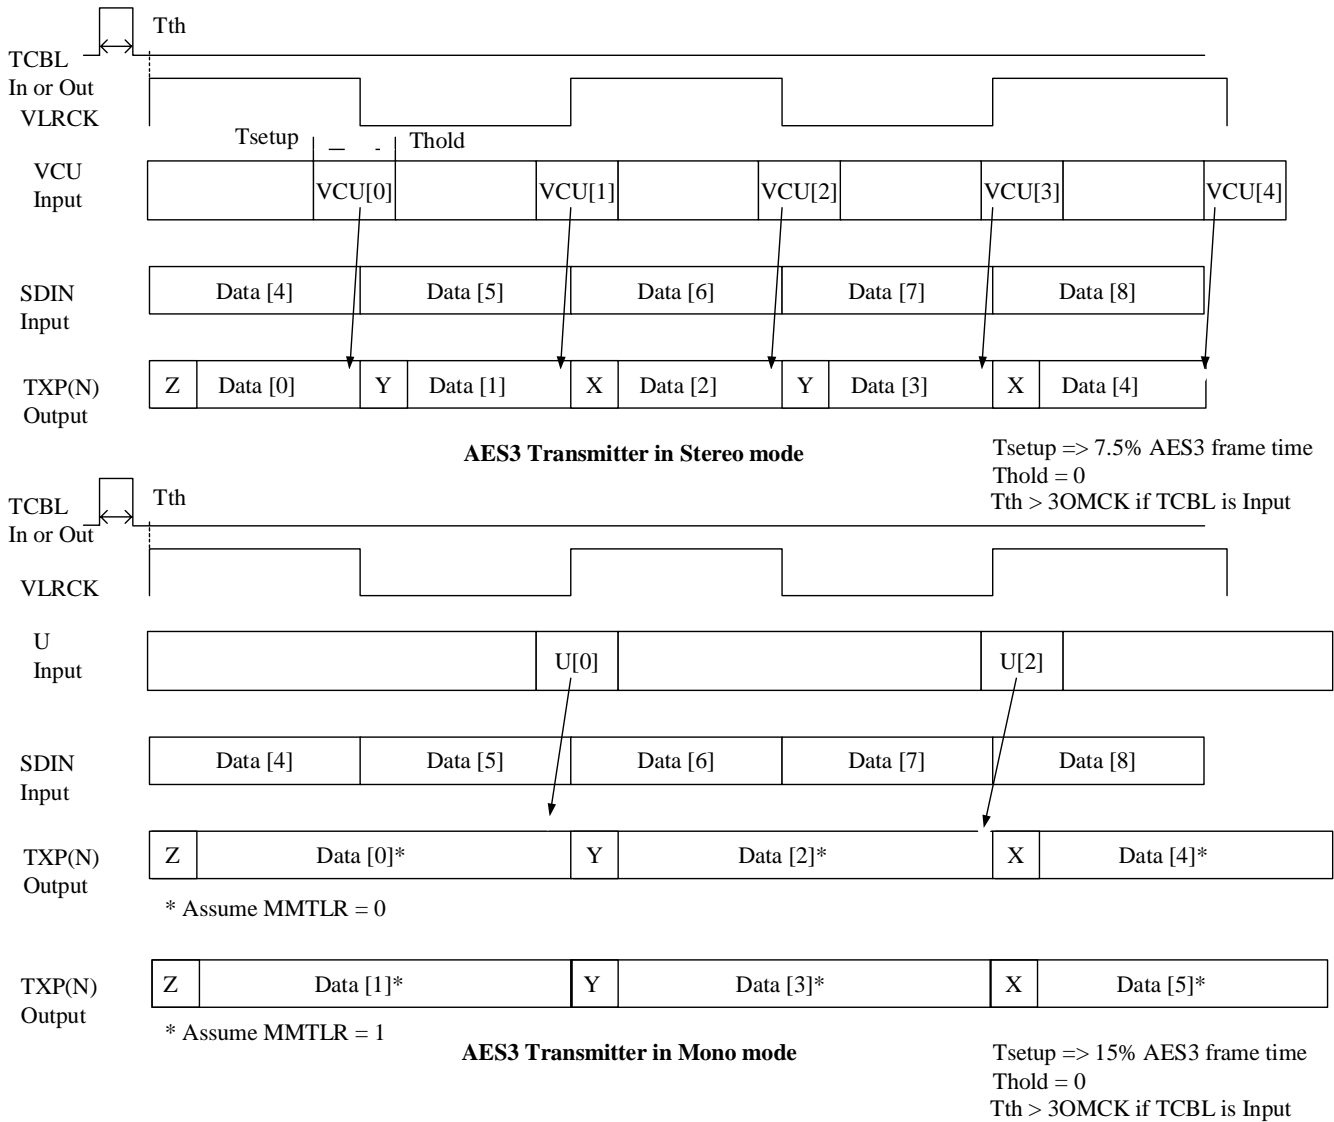 Tth
TCBL
In or Out
VLRCK
Tsetup Thold
VCU
Input
VCU[0] VCU[1] VCU[2] VCU[3] VCU[4]
SDIN
Input
Data [4] Data [5] Data [6] Data [7] Data [8]
TXP(N)
Output
Z Data [0] Y Data [1] X Data [2] Y Data [3] X Data [4]
AES3 Transmitter in Stereo mode
Tsetup => 7.5% AES3 frame time
Thold = 0
Tth > 3OMCK if TCBL is Input
Tth
TCBL
In or Out
VLRCK
U
Input
U[0] U[2]
SDIN
Input
Data [4] Data [5] Data [6] Data [7] Data [8]
TXP(N)
Output
Z Data [0]* Y Data [2]* X Data [4]*
* Assume MMTLR = 0
TXP(N)
Output
Z Data [1]* Y Data [3]* X Data [5]*
* Assume MMTLR = 1
AES3 Transmitter in Mono mode
Tsetup => 15% AES3 frame time
Thold = 0
Tth > 3OMCK if TCBL is Input